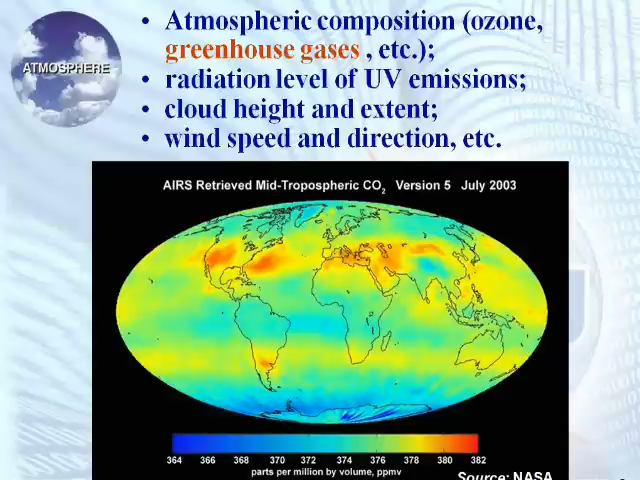 ATMOSPHERE
• Atmospheric composition (ozone,
greenhouse gases , etc.);
• radiation level of UV emissions;
• cloud height and extent;
• wind speed and direction, etc.
AIRS Retrieved Mid-Tropospheric CO2 Version 5 July 2003
364 366 368 370 372 374 376 378 380 382
parts per million by volume, ppmv
Source: NASA